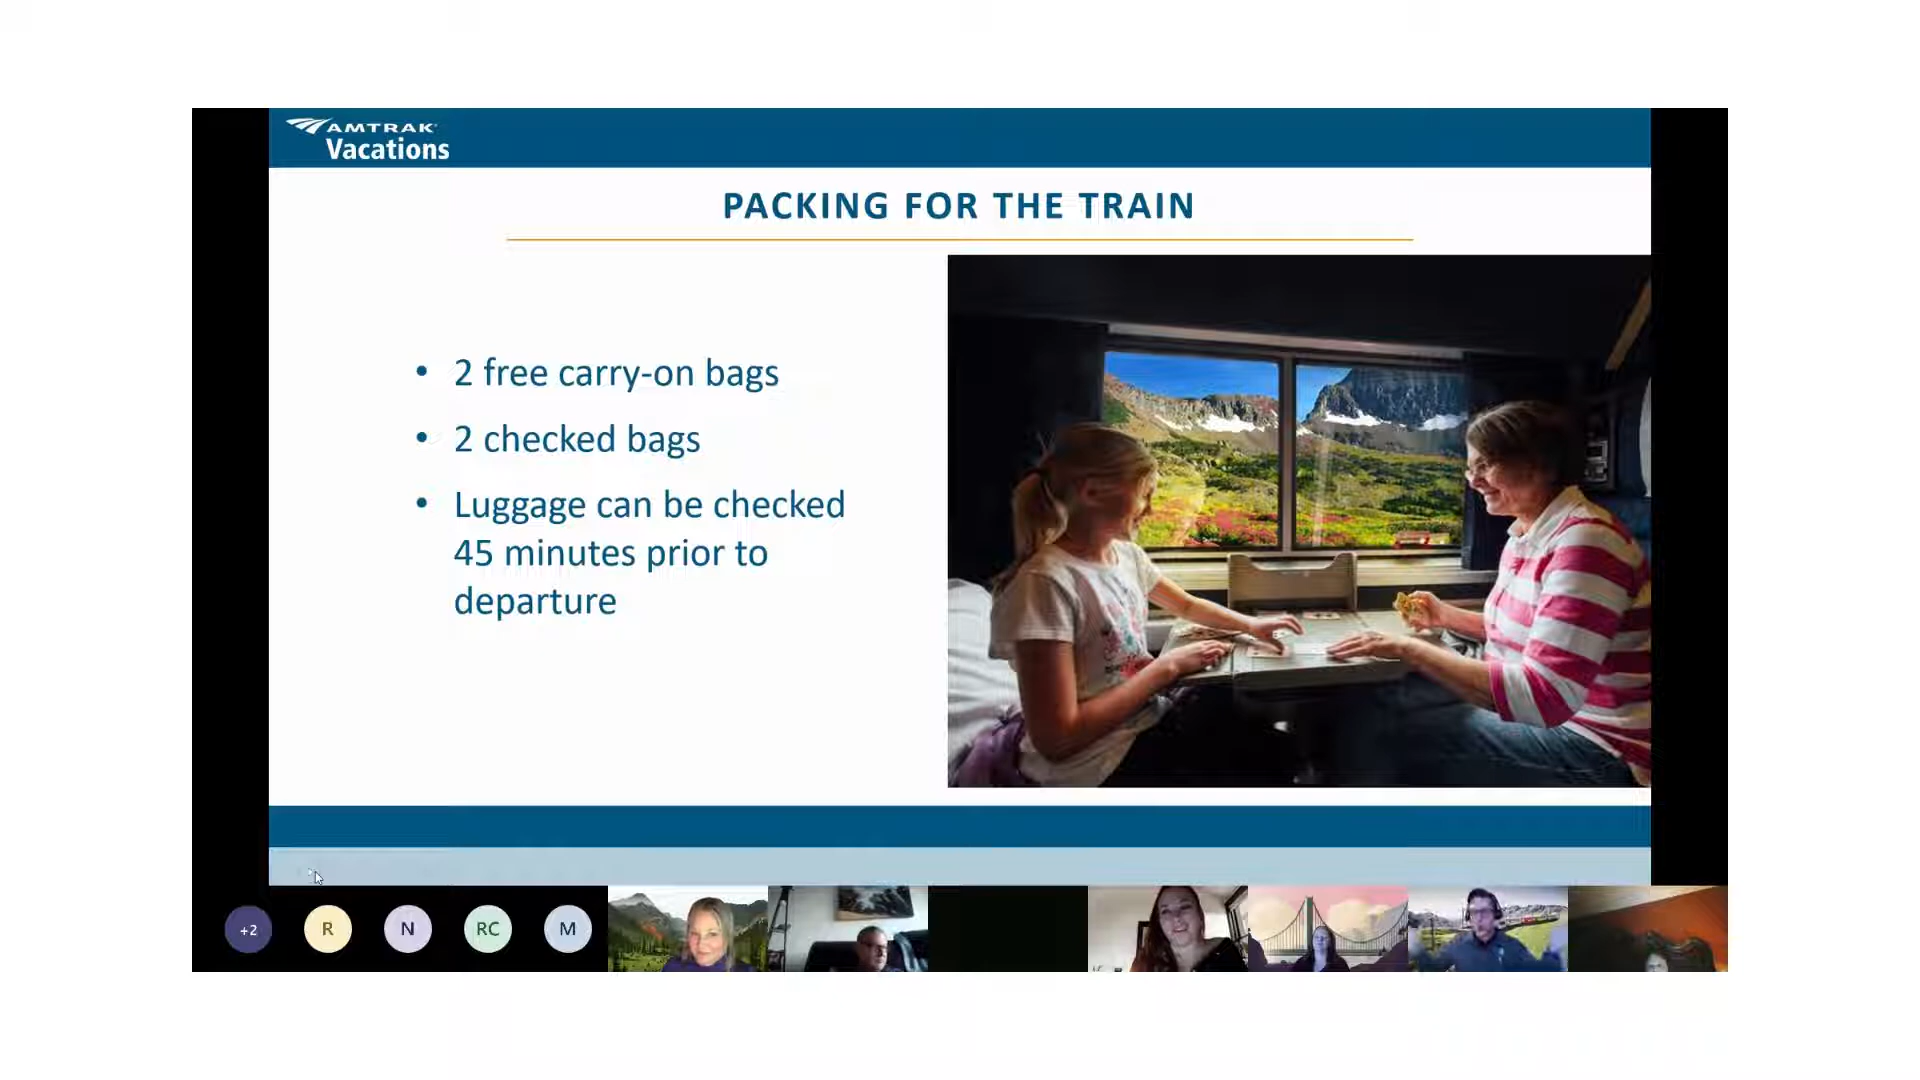 AMTRAK
Vacations
PACKING FOR THE TRAIN
• 2 free carry-on bags
• 2 checked bags
• Luggage can be checked
45 minutes prior to
departure
+2
R
N
RC
M